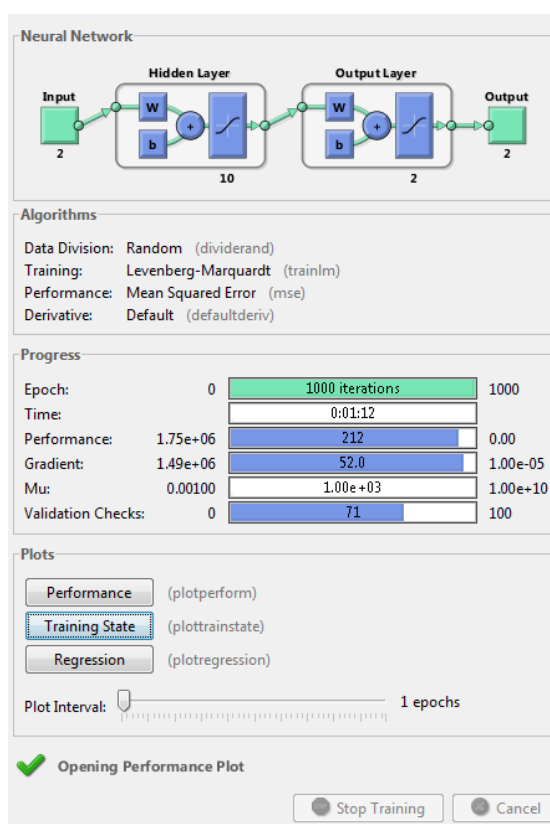 Neural Network
Hidden Layer
Output Layer
Input
Output
W
b
+
W
b
+
2
10
2
2
Algorithms
Data Division: Random (dividerand)
Training: Levenberg-Marquardt (trainlm)
Performance: Mean Squared Error (mse)
Derivative: Default (defaultderiv)
Progress
Epoch: 0 1000 iterations 1000
Time: 0:01:12
Performance: 1.75e+06 212 0.00
Gradient: 1.49e+06 52.0 1.00e-05
Mu: 0.00100 1.00e+03 1.00e+10
Validation Checks: 0 71 100
Plots
Performance (plotperform)
Training State (plottrainstate)
Regression (plotregression)
Plot Interval: 1 epochs
Opening Performance Plot
Stop Training Cancel